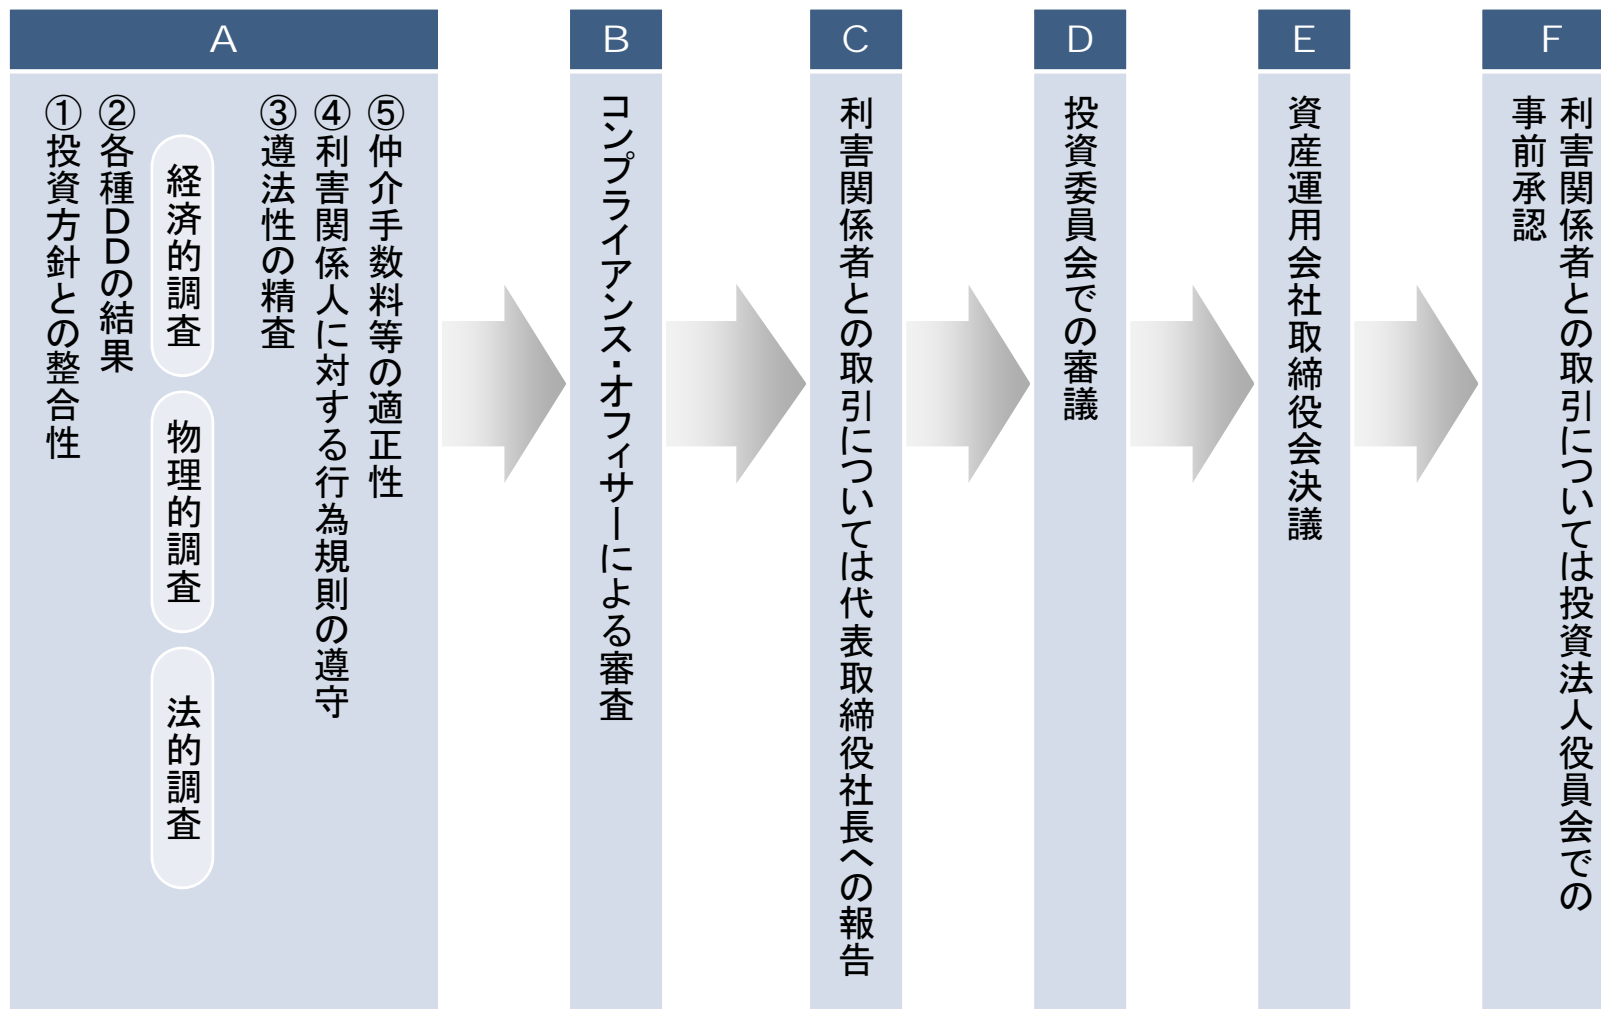 A
①投資方針との整合性
②各種DDの結果
経済的調査
物理的調査
法的調査
③遵法性の精査
④利害関係人に対する行為規則の遵守
⑤仲介手数料等の適正性
B
コンプライアンス・オフィサーによる審査
C
利害関係者との取引については代表取締役社長への報告
D
投資委員会での審議
E
資産運用会社取締役会決議
F
利害関係者との取引については投資法人役員会での
事前承認